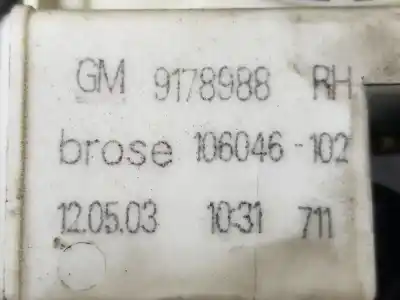 GM 9178988 RH
brose 106046-102
12.05.03 10:31 711